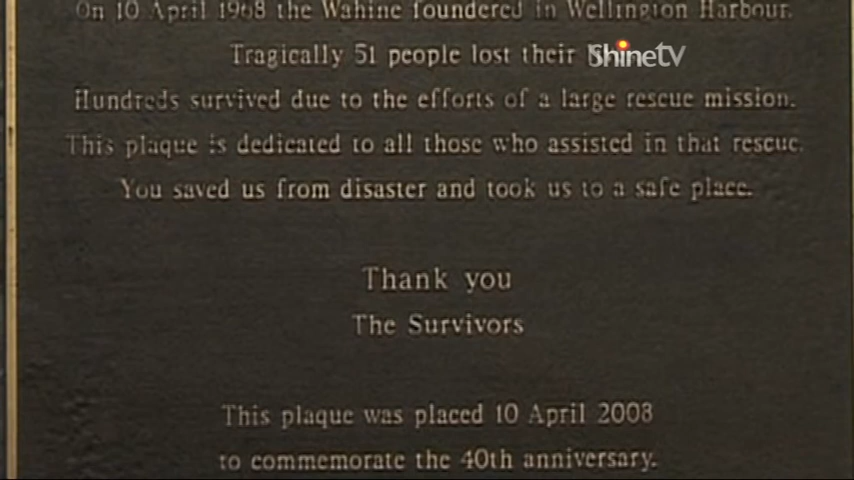 On 10 April 1968 the Wahine foundered in Wellington Harbour.
Tragically 51 people lost their
ShineTV
Hundreds survived due to the efforts of a large rescue mission.
This plaque is dedicated to all those who assisted in that rescue.
You saved us from disaster and took us to a safe place.
Thank you
The Survivors
This plaque was placed 10 April 2008
to commemorate the 40th anniversary.